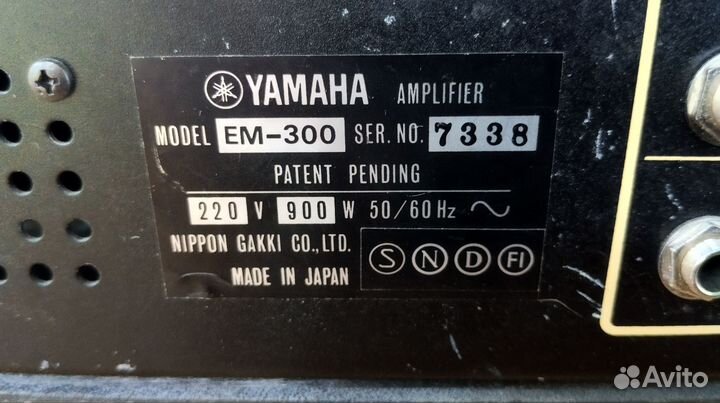 YAMAHA AMPLIFIER
MODEL EM-300 SER. NO. 7338
PATENT PENDING
220 V 900 W 50/60Hz ~
NIPPON GAKKI CO., LTD.
MADE IN JAPAN
S N D FI
Avito